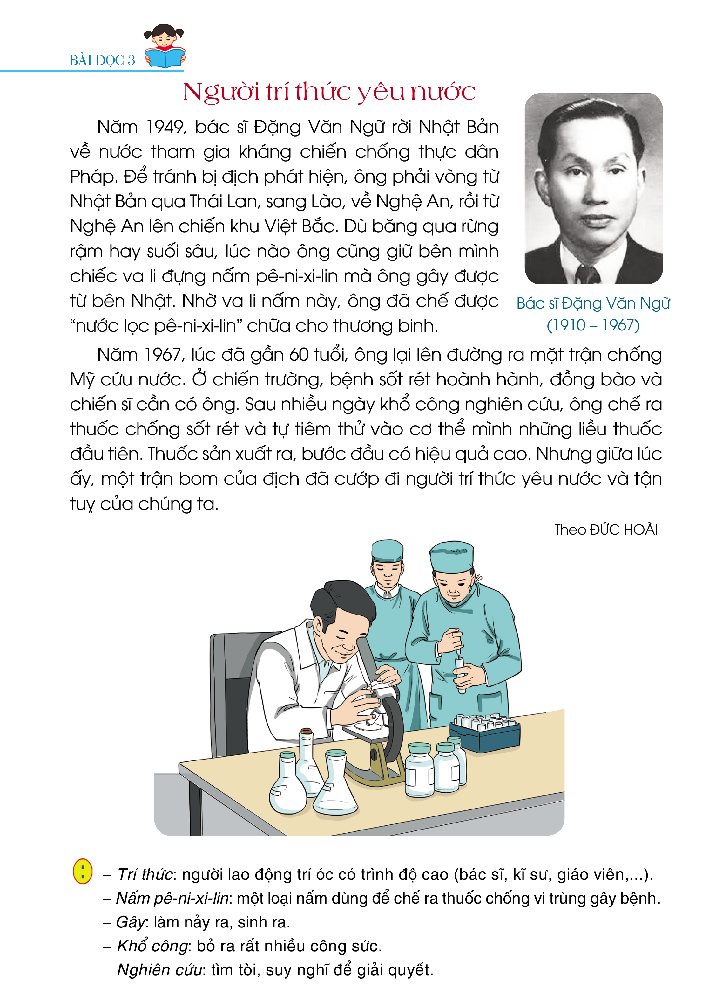 BÀI ĐỌC 3
Người trí thức yêu nước
Năm 1949, bác sĩ Đặng Văn Ngữ rời Nhật Bản
về nước tham gia kháng chiến chống thực dân
Pháp. Để tránh bị địch phát hiện, ông phải vòng từ
Nhật Bản qua Thái Lan, sang Lào, về Nghệ An, rồi từ
Nghệ An lên chiến khu Việt Bắc. Dù băng qua rừng
rậm hay suối sâu, lúc nào ông cũng giữ bên mình
chiếc va li đựng nấm pê-ni-xi-lin mà ông gây được
từ bên Nhật. Nhờ va li nấm này, ông đã chế được
“nước lọc pê-ni-xi-lin” chữa cho thương binh.
Bác sĩ Đặng Văn Ngữ
(1910 – 1967)
Năm 1967, lúc đã gần 60 tuổi, ông lại lên đường ra mặt trận chống
Mỹ cứu nước. Ở chiến trường, bệnh sốt rét hoành hành, đồng bào và
chiến sĩ cần có ông. Sau nhiều ngày khổ công nghiên cứu, ông chế ra
thuốc chống sốt rét và tự tiêm thử vào cơ thể mình những liều thuốc
đầu tiên. Thuốc sản xuất ra, bước đầu có hiệu quả cao. Nhưng giữa lúc
ấy, một trận bom của địch đã cướp đi người trí thức yêu nước và tận
tuỵ của chúng ta.
Theo ĐỨC HOÀI
– Trí thức: người lao động trí óc có trình độ cao (bác sĩ, kĩ sư, giáo viên,...).
– Nấm pê-ni-xi-lin: một loại nấm dùng để chế ra thuốc chống vi trùng gây bệnh.
– Gây: làm nảy ra, sinh ra.
– Khổ công: bỏ ra rất nhiều công sức.
– Nghiên cứu: tìm tòi, suy nghĩ để giải quyết.